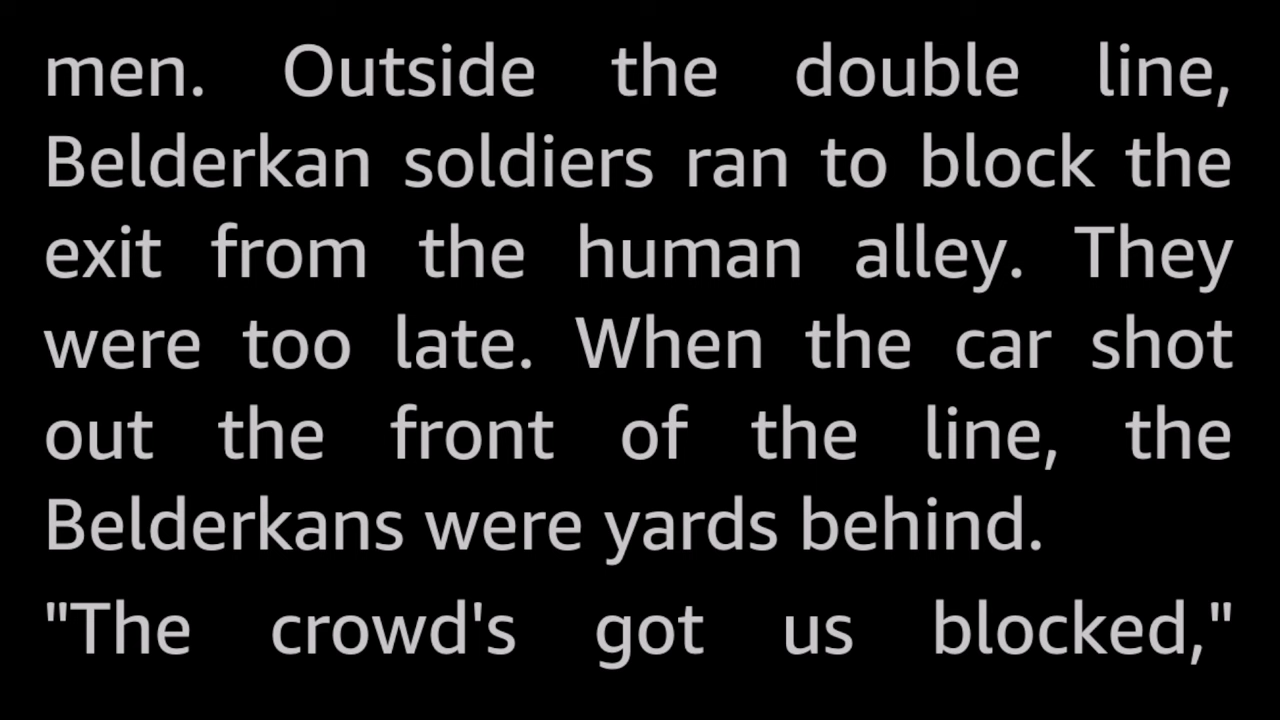 men. Outside the double line,
Belderkan soldiers ran to block the
exit from the human alley. They
were too late. When the car shot
out the front of the line, the
Belderkans were yards behind.
"The crowd's got us blocked,"